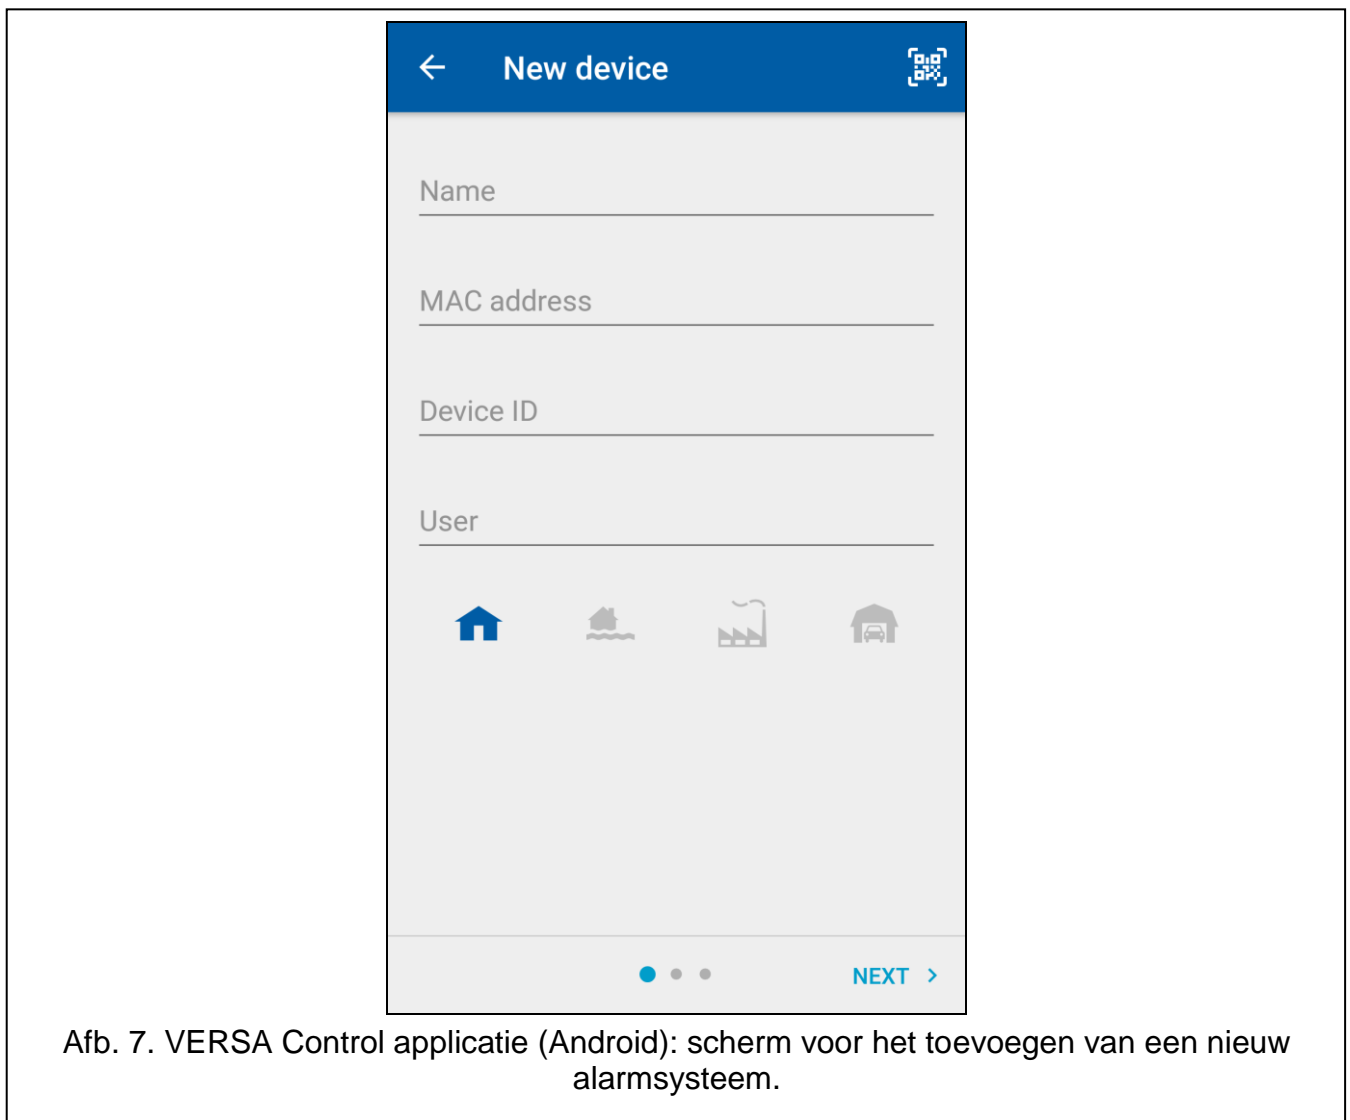 New device
Name
MAC address
Device ID
User
NEXT
Afb. 7. VERSA Control applicatie (Android): scherm voor het toevoegen van een nieuw
alarmsysteem.